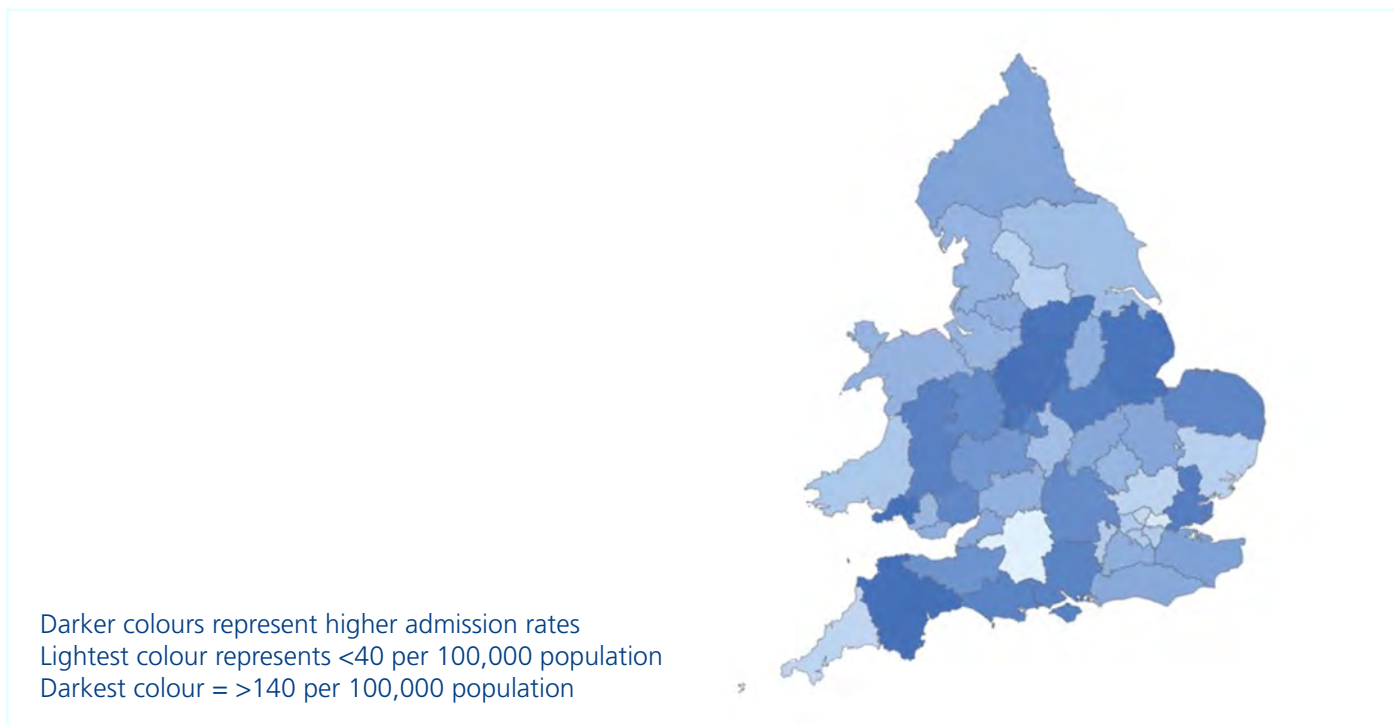 Darker colours represent higher admission rates
Lightest colour represents <40 per 100,000 population
Darkest colour = >140 per 100,000 population